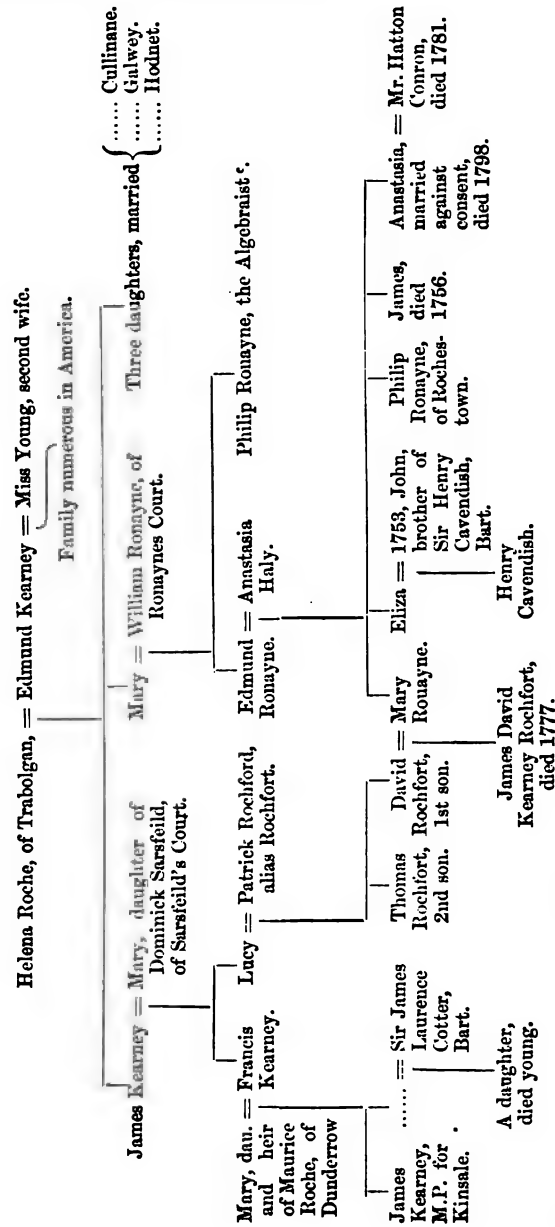 Helena Roche, of Trabolgan, = Edmund Kearney = Miss Young, second wife.
Family numerous in America.
James Kearney = Mary, daughter of
Dominick Sarsfeild,
of Sarsfeild's Court.
Mary = William Ronayne, of
Ronaynes Court.
Three daughters, married
...... Cullinane.
...... Galwey.
...... Hodnet.
Mary, dau. = Francis
and heir Kearney.
of Maurice
Roche, of
Dunderrow
Lucy = Patrick Rochford,
alias Rochfort.
Edmund = Anastasia
Ronayne. Haly.
Philip Ronayne, the Algebraist c.
James
Kearney,
M.P. for
Kinsale.
...... = Sir James
Laurence
Cotter,
Bart.
Thomas
Rochfort,
2nd son.
David = Mary
Rochfort, Rouayne.
1st son.
Eliza = 1753, John,
brother of
Sir Henry
Cavendish,
Bart.
Philip
Ronayne,
of Roches-
town.
James,
died
1756.
Anastasia, = Mr. Hatton
married Conron,
against died 1781.
consent,
died 1798.
A daughter,
died young.
James David
Kearney Rochfort,
died 1777.
Henry
Cavendish.